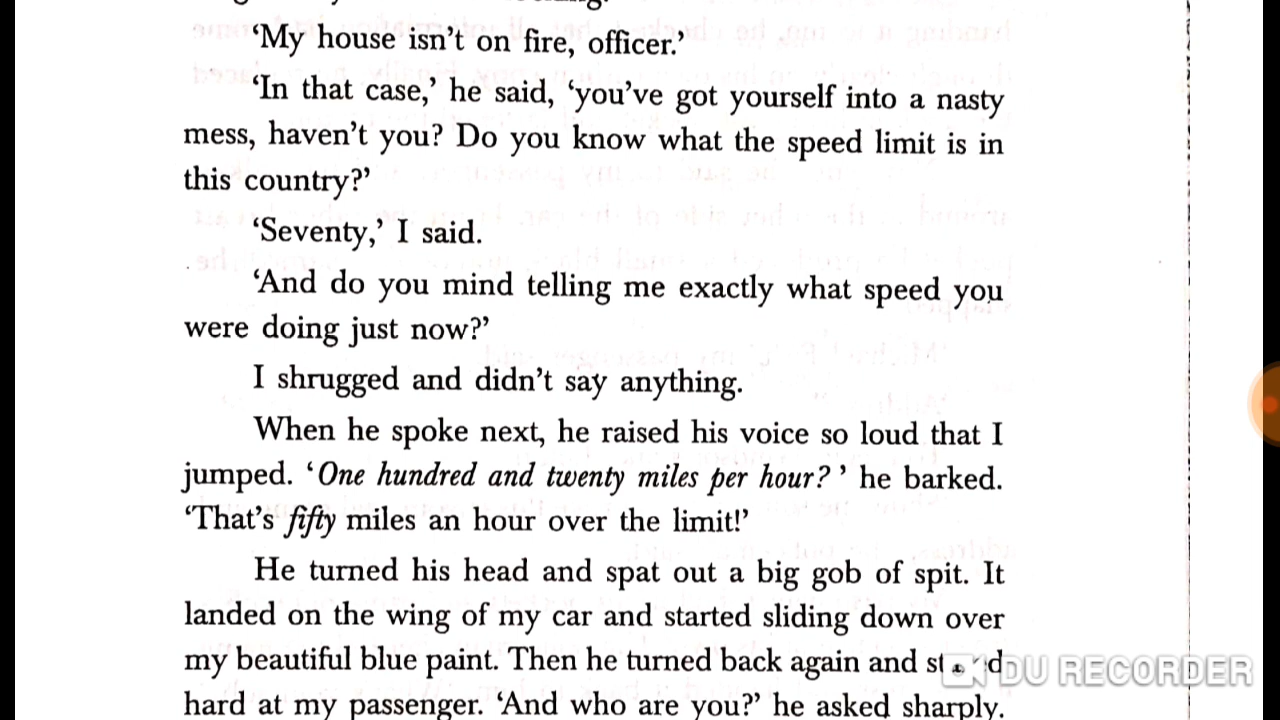 ‘My house isn’t on fire, officer.’
‘In that case,’ he said, ‘you’ve got yourself into a nasty
mess, haven’t you? Do you know what the speed limit is in
this country?’
‘Seventy,’ I said.
‘And do you mind telling me exactly what speed you
were doing just now?’
I shrugged and didn’t say anything.
When he spoke next, he raised his voice so loud that I
jumped. ‘One hundred and twenty miles per hour?’ he barked.
‘That’s fifty miles an hour over the limit!’
He turned his head and spat out a big gob of spit. It
landed on the wing of my car and started sliding down over
my beautiful blue paint. Then he turned back again and
hard at my passenger. ‘And who are you?’ he asked sharply.
DU RECORDER